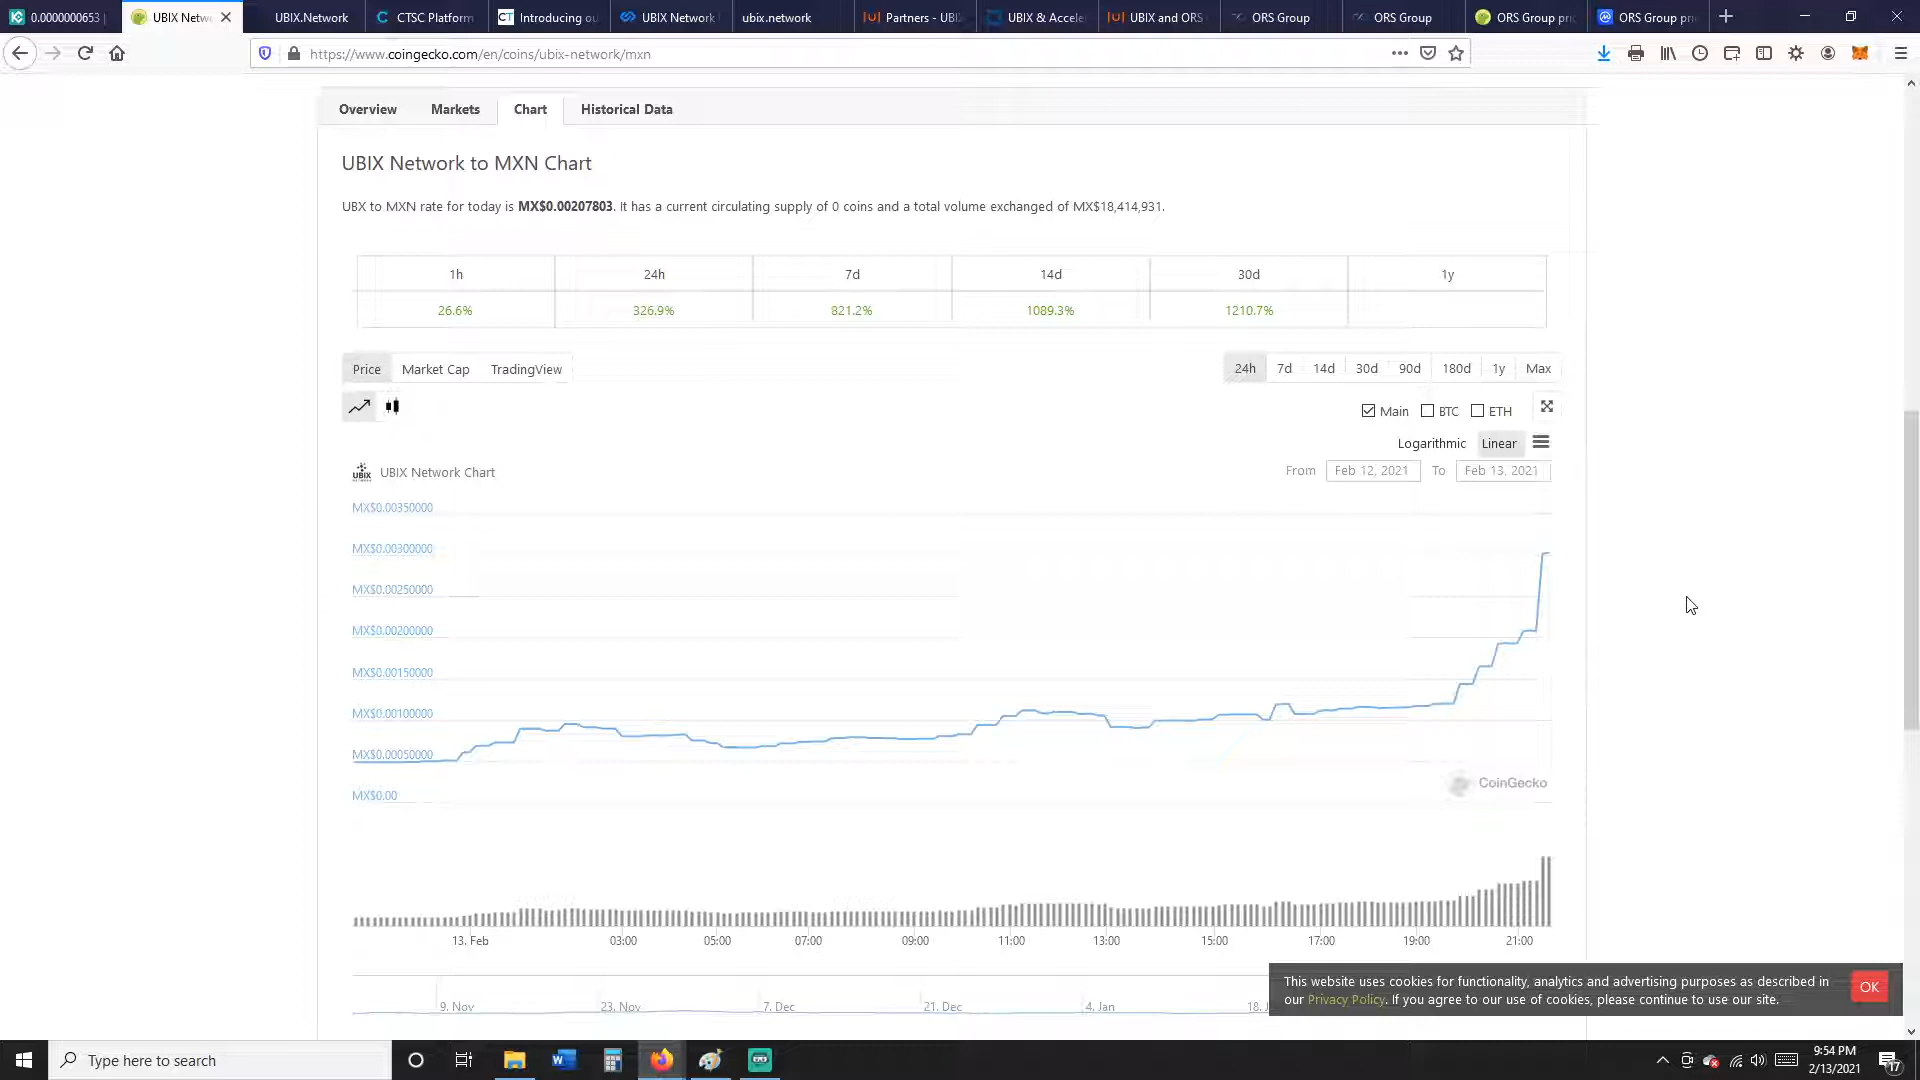 0.0000000653
UBIX Netw
UBIX.Network
CTSC Platform
Introducing ou
UBIX Network
ubix.network
Partners - UBI
UBIX & Accele
UBIX and ORS
ORS Group
ORS Group
ORS Group pri
ORS Group pri
https://www.coingecko.com/en/coins/ubix-network/mxn
Overview Markets Chart Historical Data
UBIX Network to MXN Chart
UBX to MXN rate for today is MX$0.00207803. It has a current circulating supply of 0 coins and a total volume exchanged of MX$18,414,931.
1h 24h 7d 14d 30d 1y
26.6% 326.9% 821.2% 1089.3% 1210.7%
Price Market Cap TradingView
24h 7d 14d 30d 90d 180d 1y Max
Main BTC ETH
Logarithmic Linear
UBIX NETWORK
UBIX Network Chart
From Feb 12, 2021 To Feb 13, 2021
MX$0.00350000
MX$0.00300000
MX$0.00250000
MX$0.00200000
MX$0.00150000
MX$0.00100000
MX$0.00050000
MX$0.00
CoinGecko
13. Feb 03:00 05:00 07:00 09:00 11:00 13:00 15:00 17:00 19:00 21:00
9. Nov 23. Nov 7. Dec 21. Dec 4. Jan 18. J
This website uses cookies for functionality, analytics and advertising purposes as described in
our Privacy Policy. If you agree to our use of cookies, please continue to use our site.
OK
Type here to search
9:54 PM
2/13/2021
17